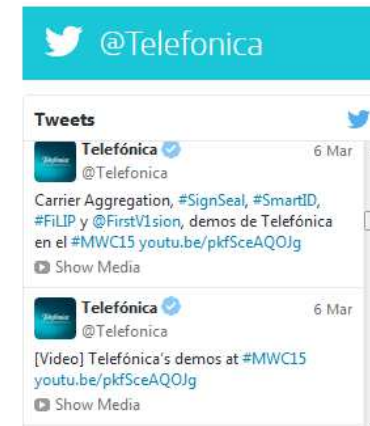 @Telefonica
Tweets
Telefónica
6 Mar
@Telefonica
Carrier Aggregation, #SignSeal, #SmartID,
#FiLIP y @FirstV1sion, demos de Telefónica
en el #MWC15 youtu.be/pkfSceAQOJg
Show Media
Telefónica
6 Mar
@Telefonica
[Video] Telefónica's demos at #MWC15
youtu.be/pkfSceAQOJg
Show Media